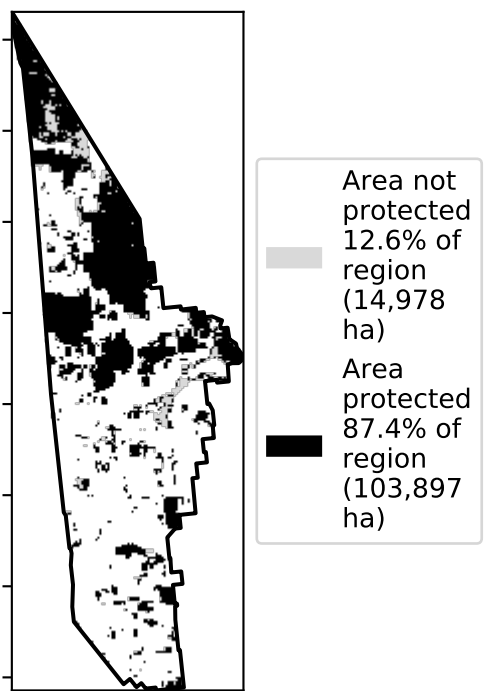 Area not
protected
12.6% of
region
(14,978
ha)
Area
protected
87.4% of
region
(103,897
ha)